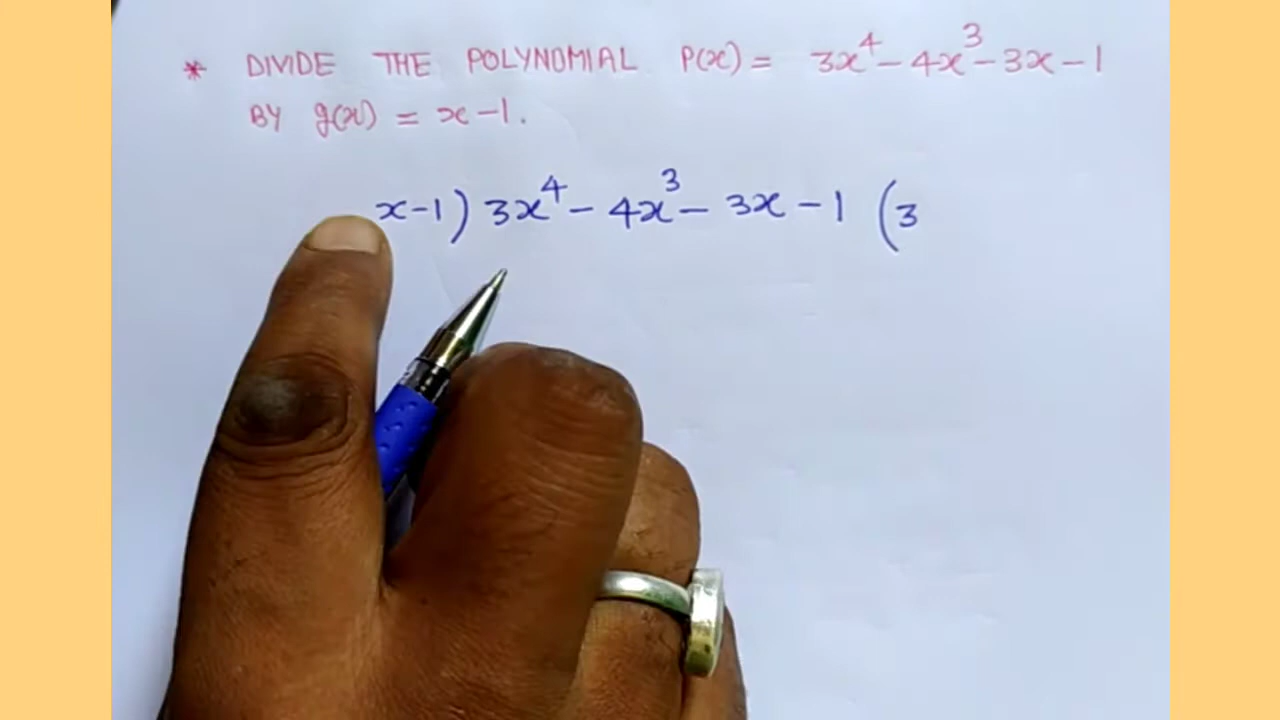 * DIVIDE THE POLYNOMIAL P(x) = 3x⁴ - 4x³ - 3x - 1
BY g(x) = x - 1.
x-1) 3x⁴ - 4x³ - 3x - 1 (3